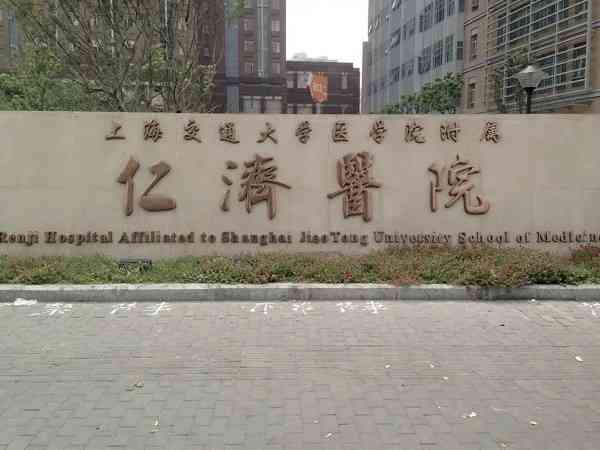 上海交通大学医学院附属
仁濟醫院
Renji Hospital Affiliated to Shanghai JiaoTong University School of Medicine